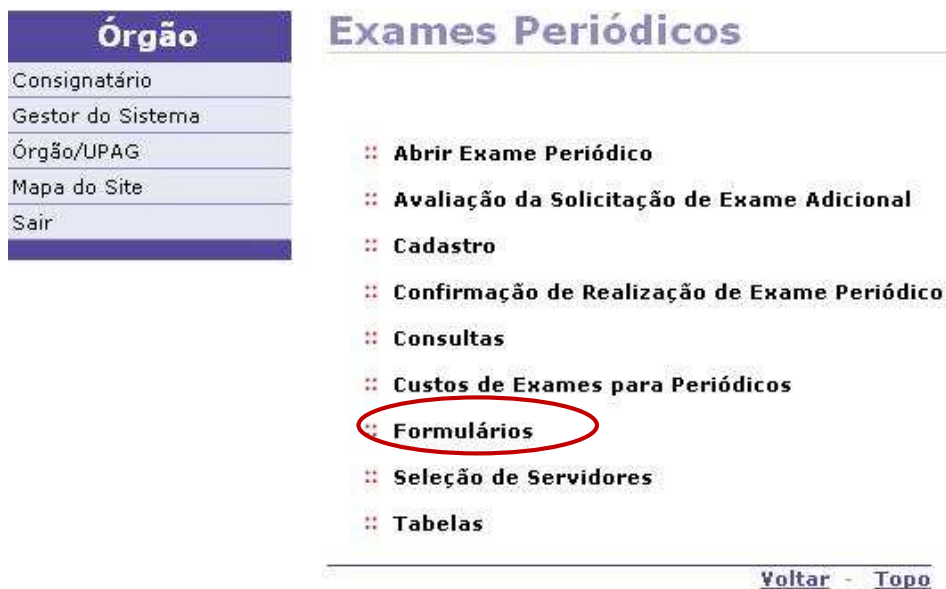 Órgão
Consignatário
Gestor do Sistema
Órgão/UPAG
Mapa do Site
Sair
Exames Periódicos
:: Abrir Exame Periódico
:: Avaliação da Solicitação de Exame Adicional
:: Cadastro
:: Confirmação de Realização de Exame Periódico
:: Consultas
:: Custos de Exames para Periódicos
:: Formulários
:: Seleção de Servidores
:: Tabelas
Voltar - Topo